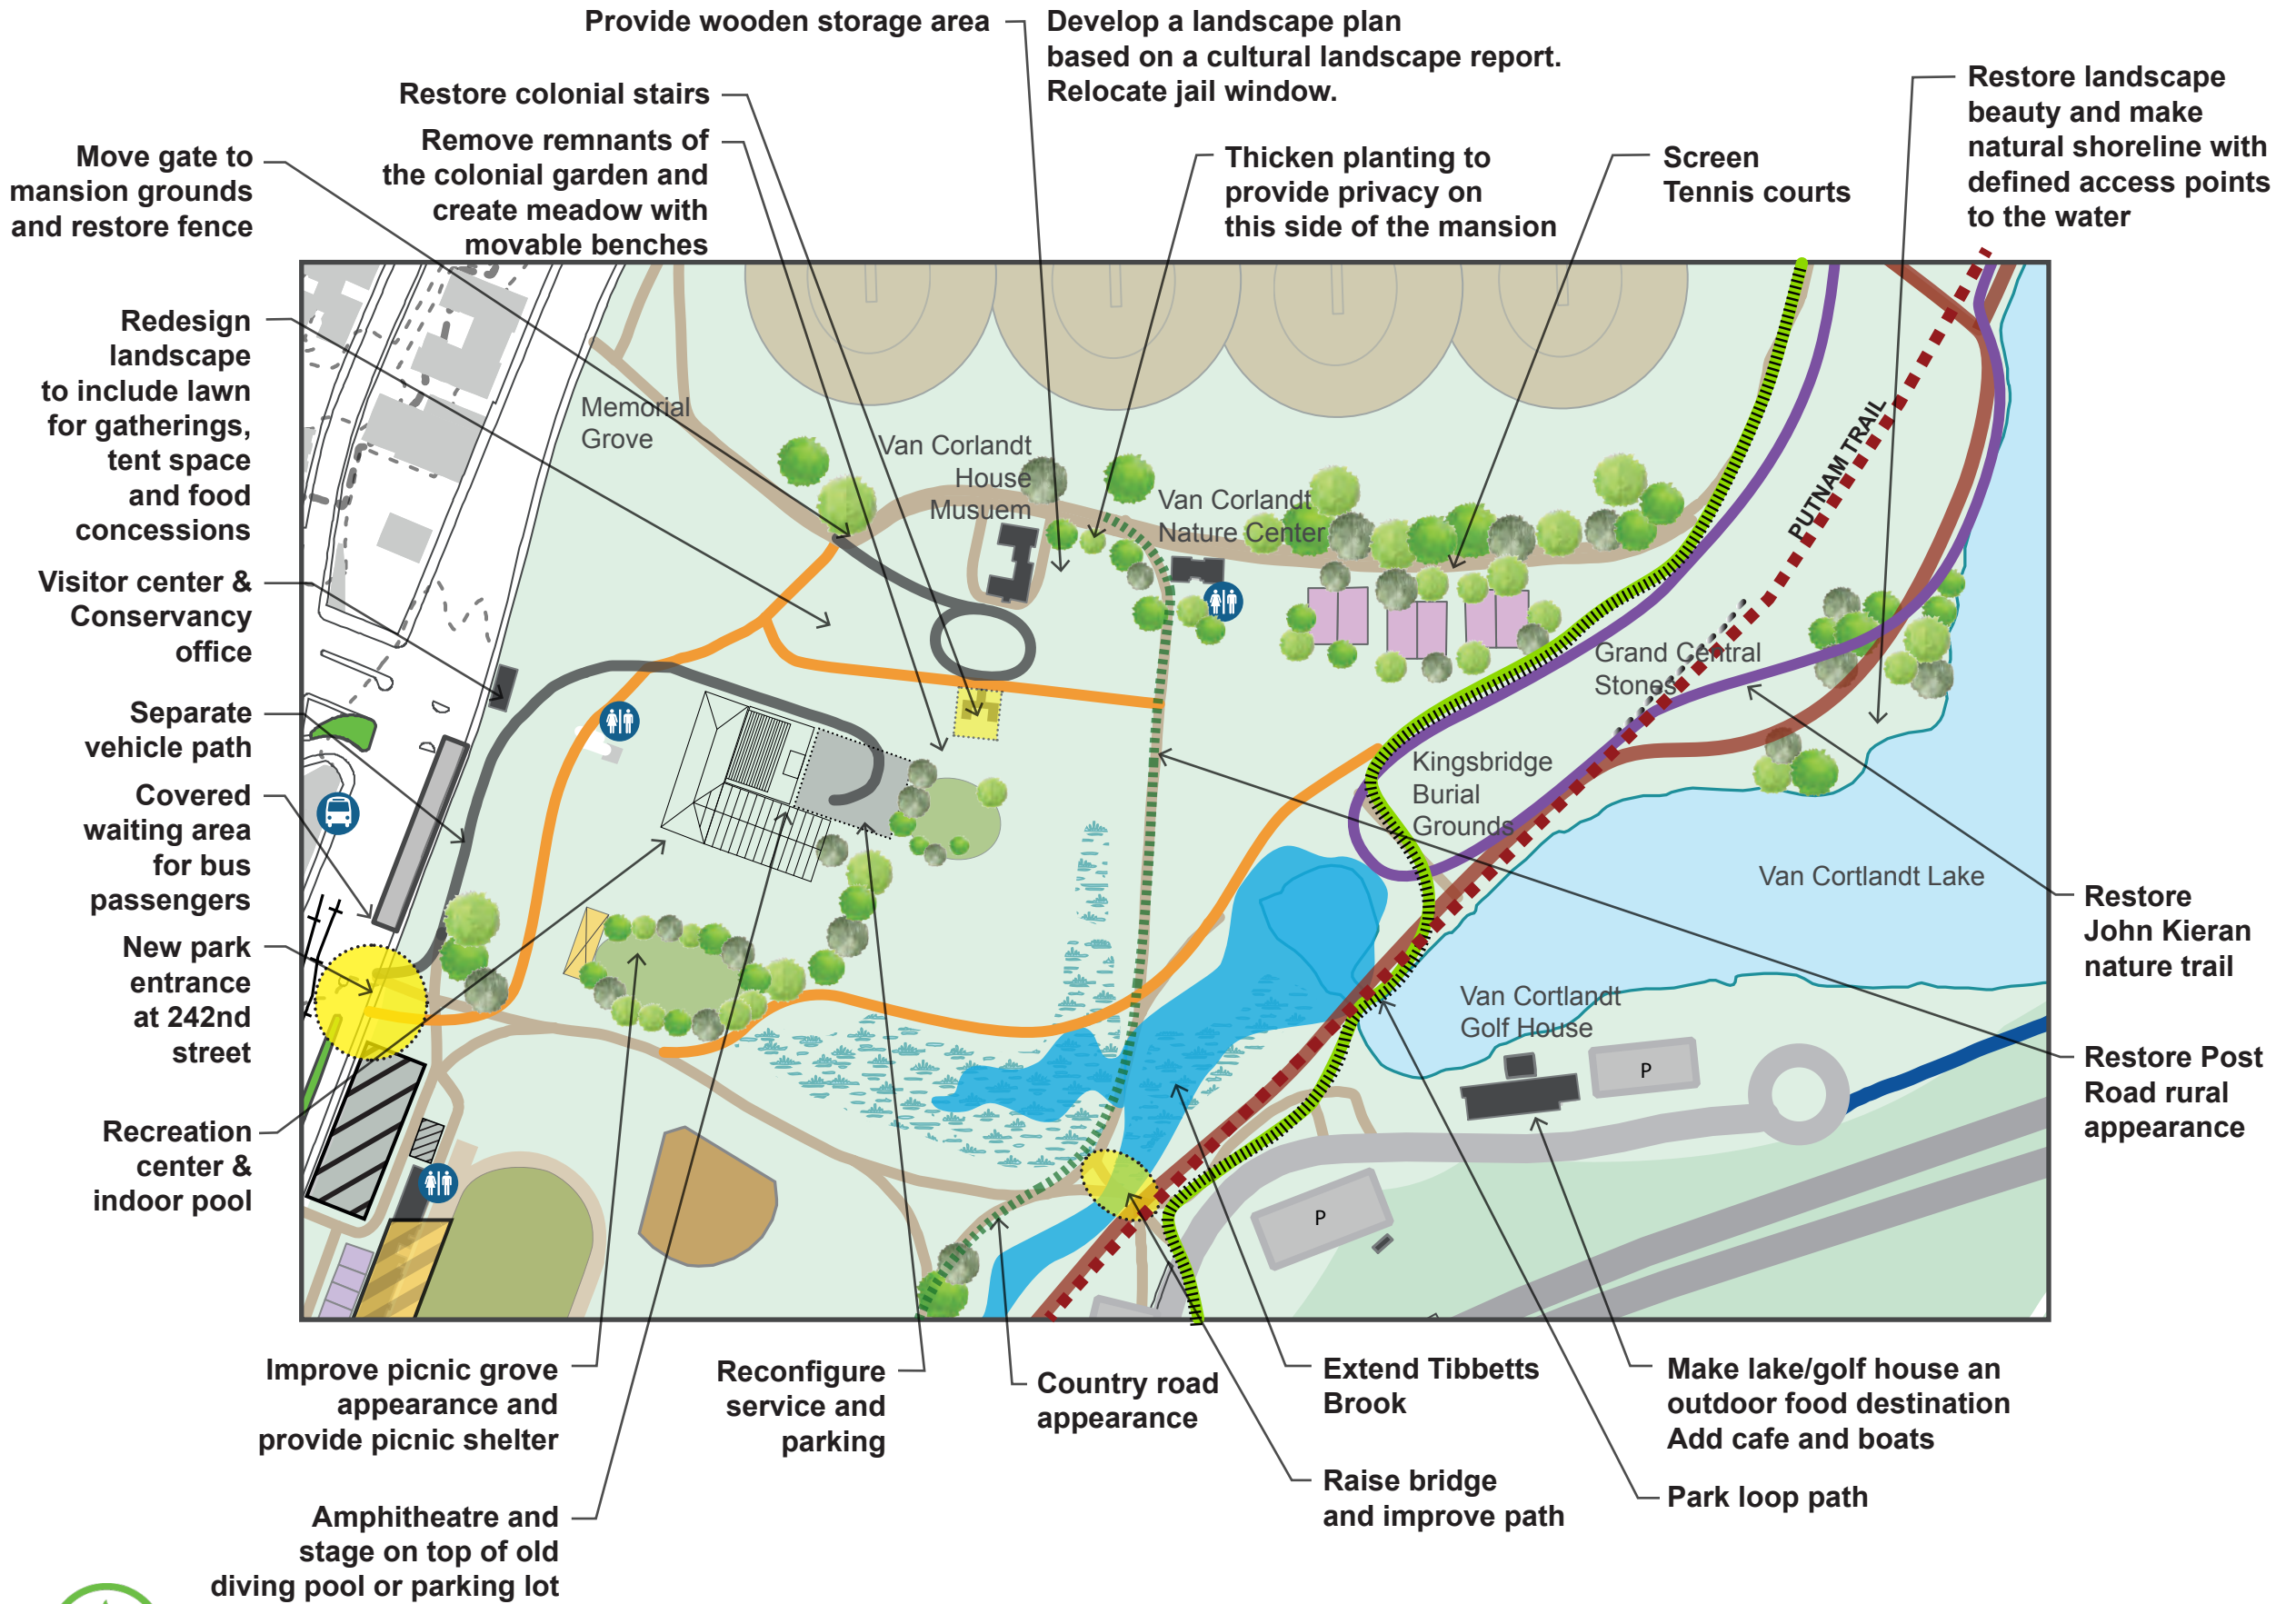 Provide wooden storage area
Develop a landscape plan
based on a cultural landscape report.
Relocate jail window.
Restore colonial stairs
Remove remnants of
the colonial garden and
create meadow with
movable benches
Move gate to
mansion grounds
and restore fence
Thicken planting to
provide privacy on
this side of the mansion
Screen
Tennis courts
Restore landscape
beauty and make
natural shoreline with
defined access points
to the water
Redesign
landscape
to include lawn
for gatherings,
tent space
and food
concessions
Visitor center &
Conservancy
office
Separate
vehicle path
Covered
waiting area
for bus
passengers
New park
entrance
at 242nd
street
Recreation
center &
indoor pool
Memorial
Grove
Van Corlandt
House
Musuem
Van Corlandt
Nature Center
PUTNAM TRAIL
Grand Central
Stones
Kingsbridge
Burial
Grounds
Van Cortlandt Lake
Van Cortlandt
Golf House
P
P
Restore
John Kieran
nature trail
Restore Post
Road rural
appearance
Improve picnic grove
appearance and
provide picnic shelter
Amphitheatre and
stage on top of old
diving pool or parking lot
Reconfigure
service and
parking
Country road
appearance
Extend Tibbetts
Brook
Raise bridge
and improve path
Make lake/golf house an
outdoor food destination
Add cafe and boats
Park loop path